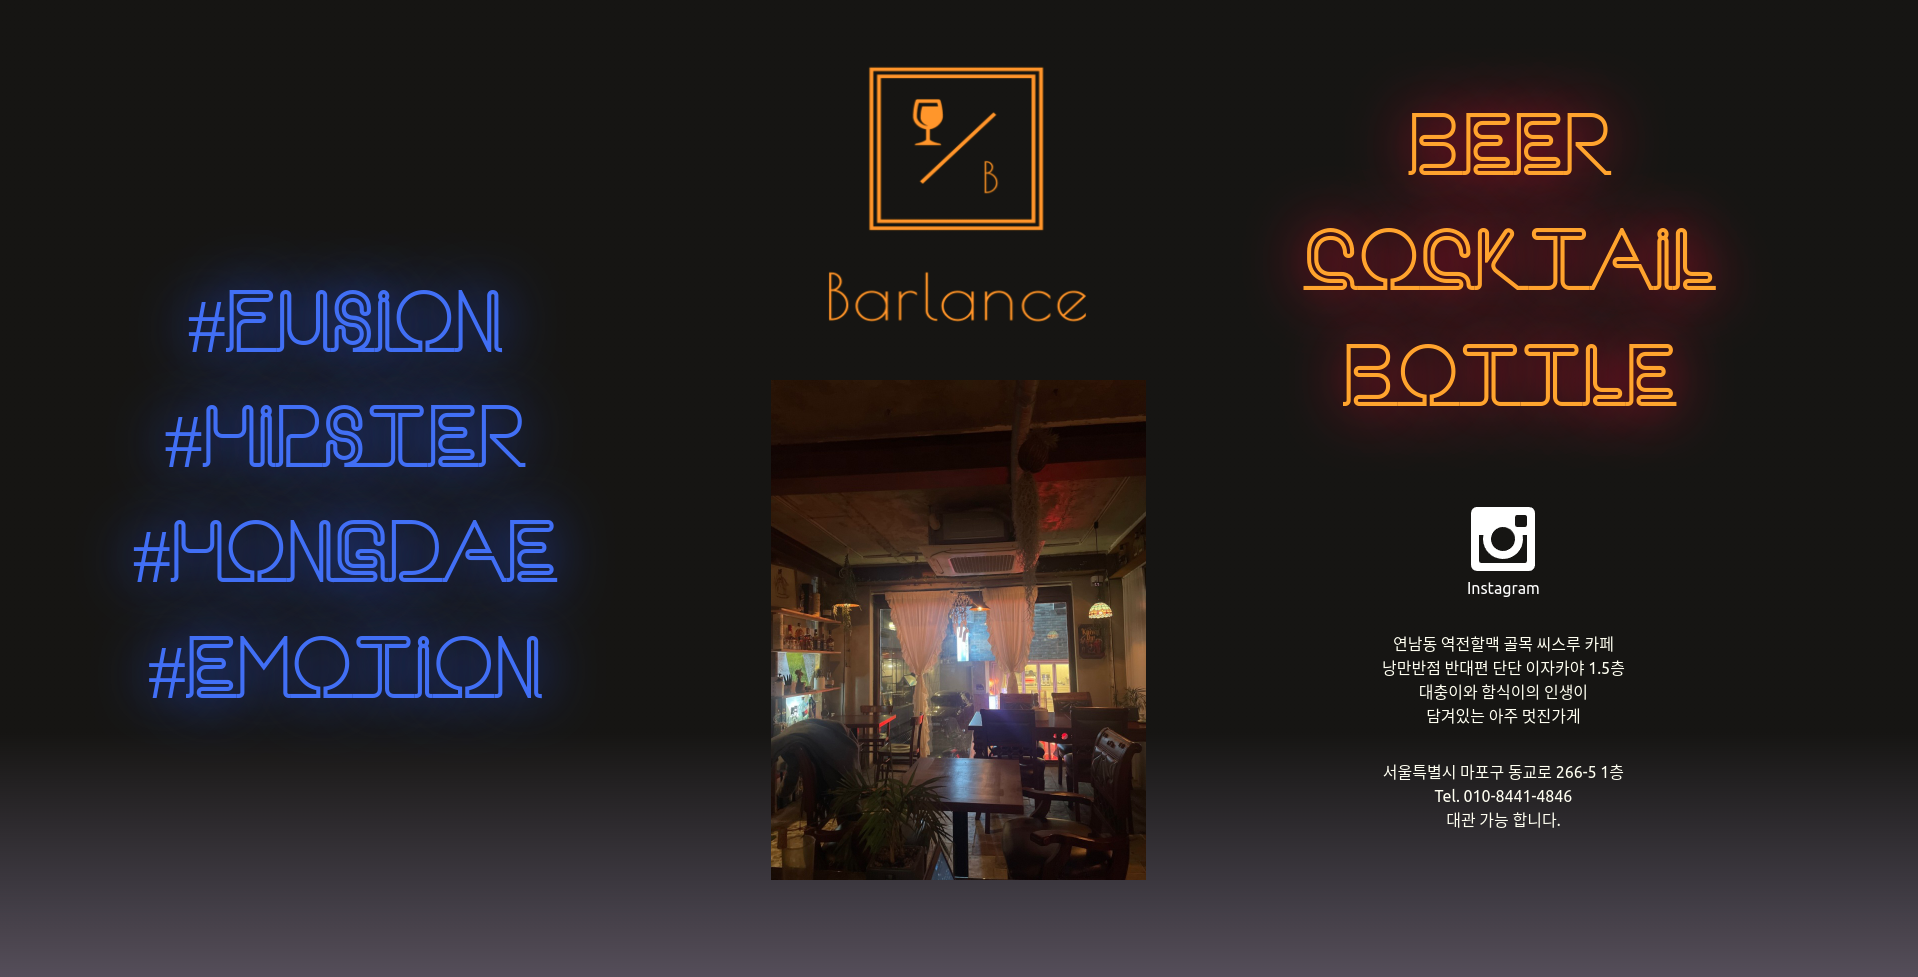 #FUSION
#HIPSTER
#HONGDAE
#EMOTION
B
Barlance
BEER
COCKTAIL
BOTTLE
Instagram
연남동 역전할맥 골목 씨스루 카페
낭만반점 반대편 단단 이자카야 1.5층
대충이와 함식이의 인생이
담겨있는 아주 멋진가게
서울특별시 마포구 동교로 266-5 1층
Tel. 010-8441-4846
대관 가능 합니다.